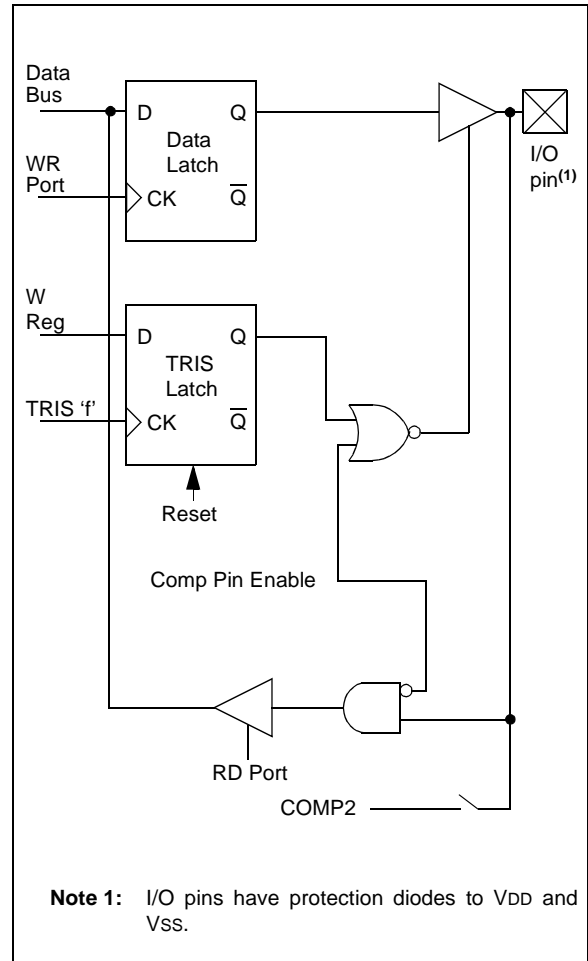 Data
Bus
D
Q
Data
Latch
WR
Port
CK
Q
I/O
pin(1)
W
Reg
D
Q
TRIS
Latch
TRIS 'f'
CK
Q
Reset
Comp Pin Enable
RD Port
COMP2
Note 1: I/O pins have protection diodes to VDD and
VSS.